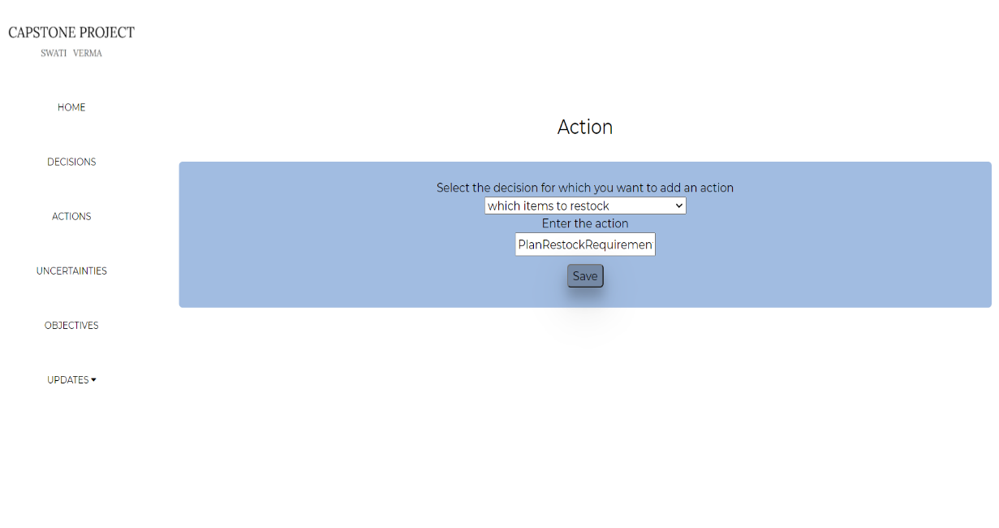 CAPSTONE PROJECT
SWATI VERMA
HOME
DECISIONS
ACTIONS
UNCERTAINTIES
OBJECTIVES
UPDATES
Action
Select the decision for which you want to add an action
which items to restock
Enter the action
PlanRestockRequiremen
Save